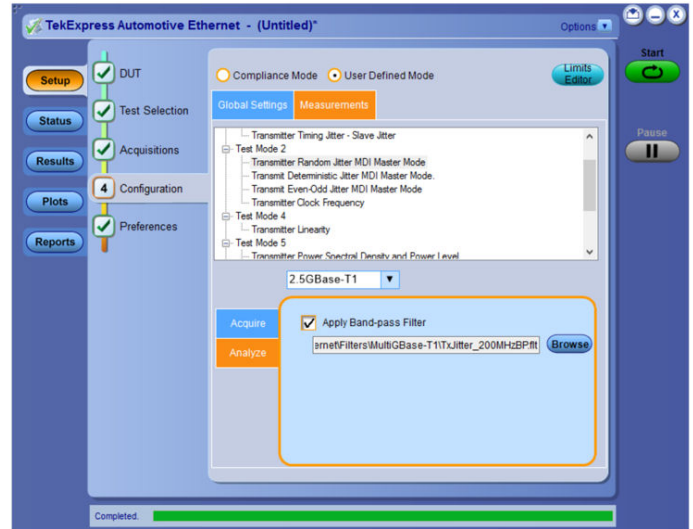 TekExpress Automotive Ethernet - (Untitled)*
Options
Setup
Status
Results
Plots
Reports
DUT
Test Selection
Acquisitions
4 Configuration
Preferences
Compliance Mode
User Defined Mode
Limits
Editor
Global Settings
Measurements
Transmitter Timing Jitter - Slave Jitter
Test Mode 2
Transmitter Random Jitter MDI Master Mode
Transmit Deterministic Jitter MDI Master Mode.
Transmit Even-Odd Jitter MDI Master Mode
Transmitter Clock Frequency
Test Mode 4
Transmitter Linearity
Test Mode 5
Transmitter Power Spectral Density and Power Level
2.5GBase-T1
Acquire
Analyze
Apply Band-pass Filter
ernet\Filters\MultiGBase-T1\TxJitter_200MHzBP.flt
Browse
Start
Pause
Completed.